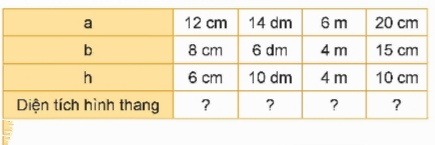 a 12 cm 14 dm 6 m 20 cm
b 8 cm 6 dm 4 m 15 cm
h 6 cm 10 dm 4 m 10 cm
Diện tích hình thang ? ? ? ?